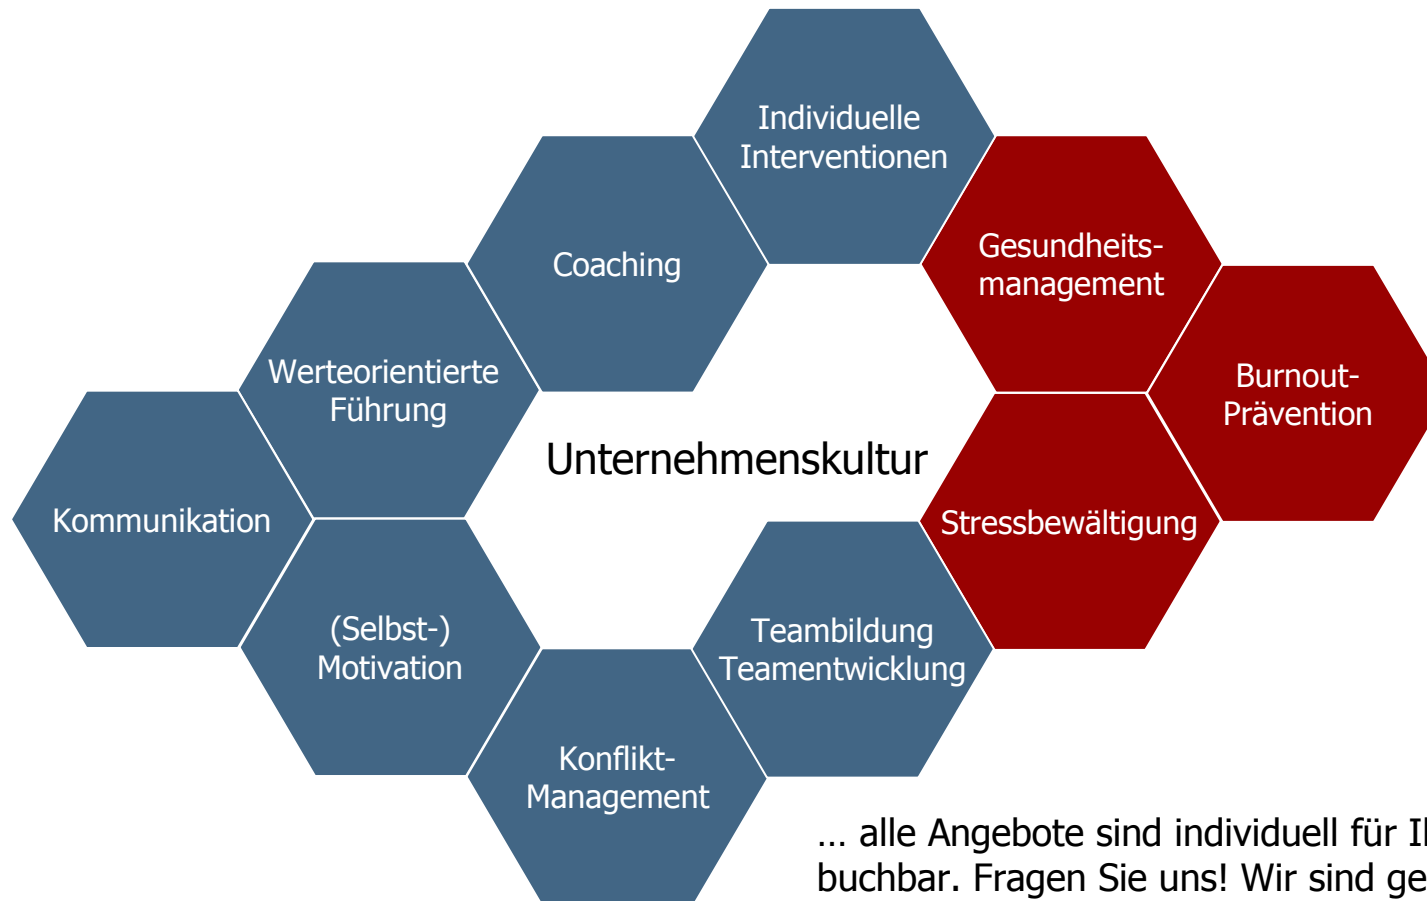 Individuelle
Interventionen
Coaching
Gesundheits-
management
Werteorientierte
Führung
Burnout-
Prävention
Unternehmenskultur
Kommunikation
Stressbewältigung
(Selbst-)
Motivation
Teambildung
Teamentwicklung
Konflikt-
Management
... alle Angebote sind individuell für
buchbar. Fragen Sie uns! Wir sind